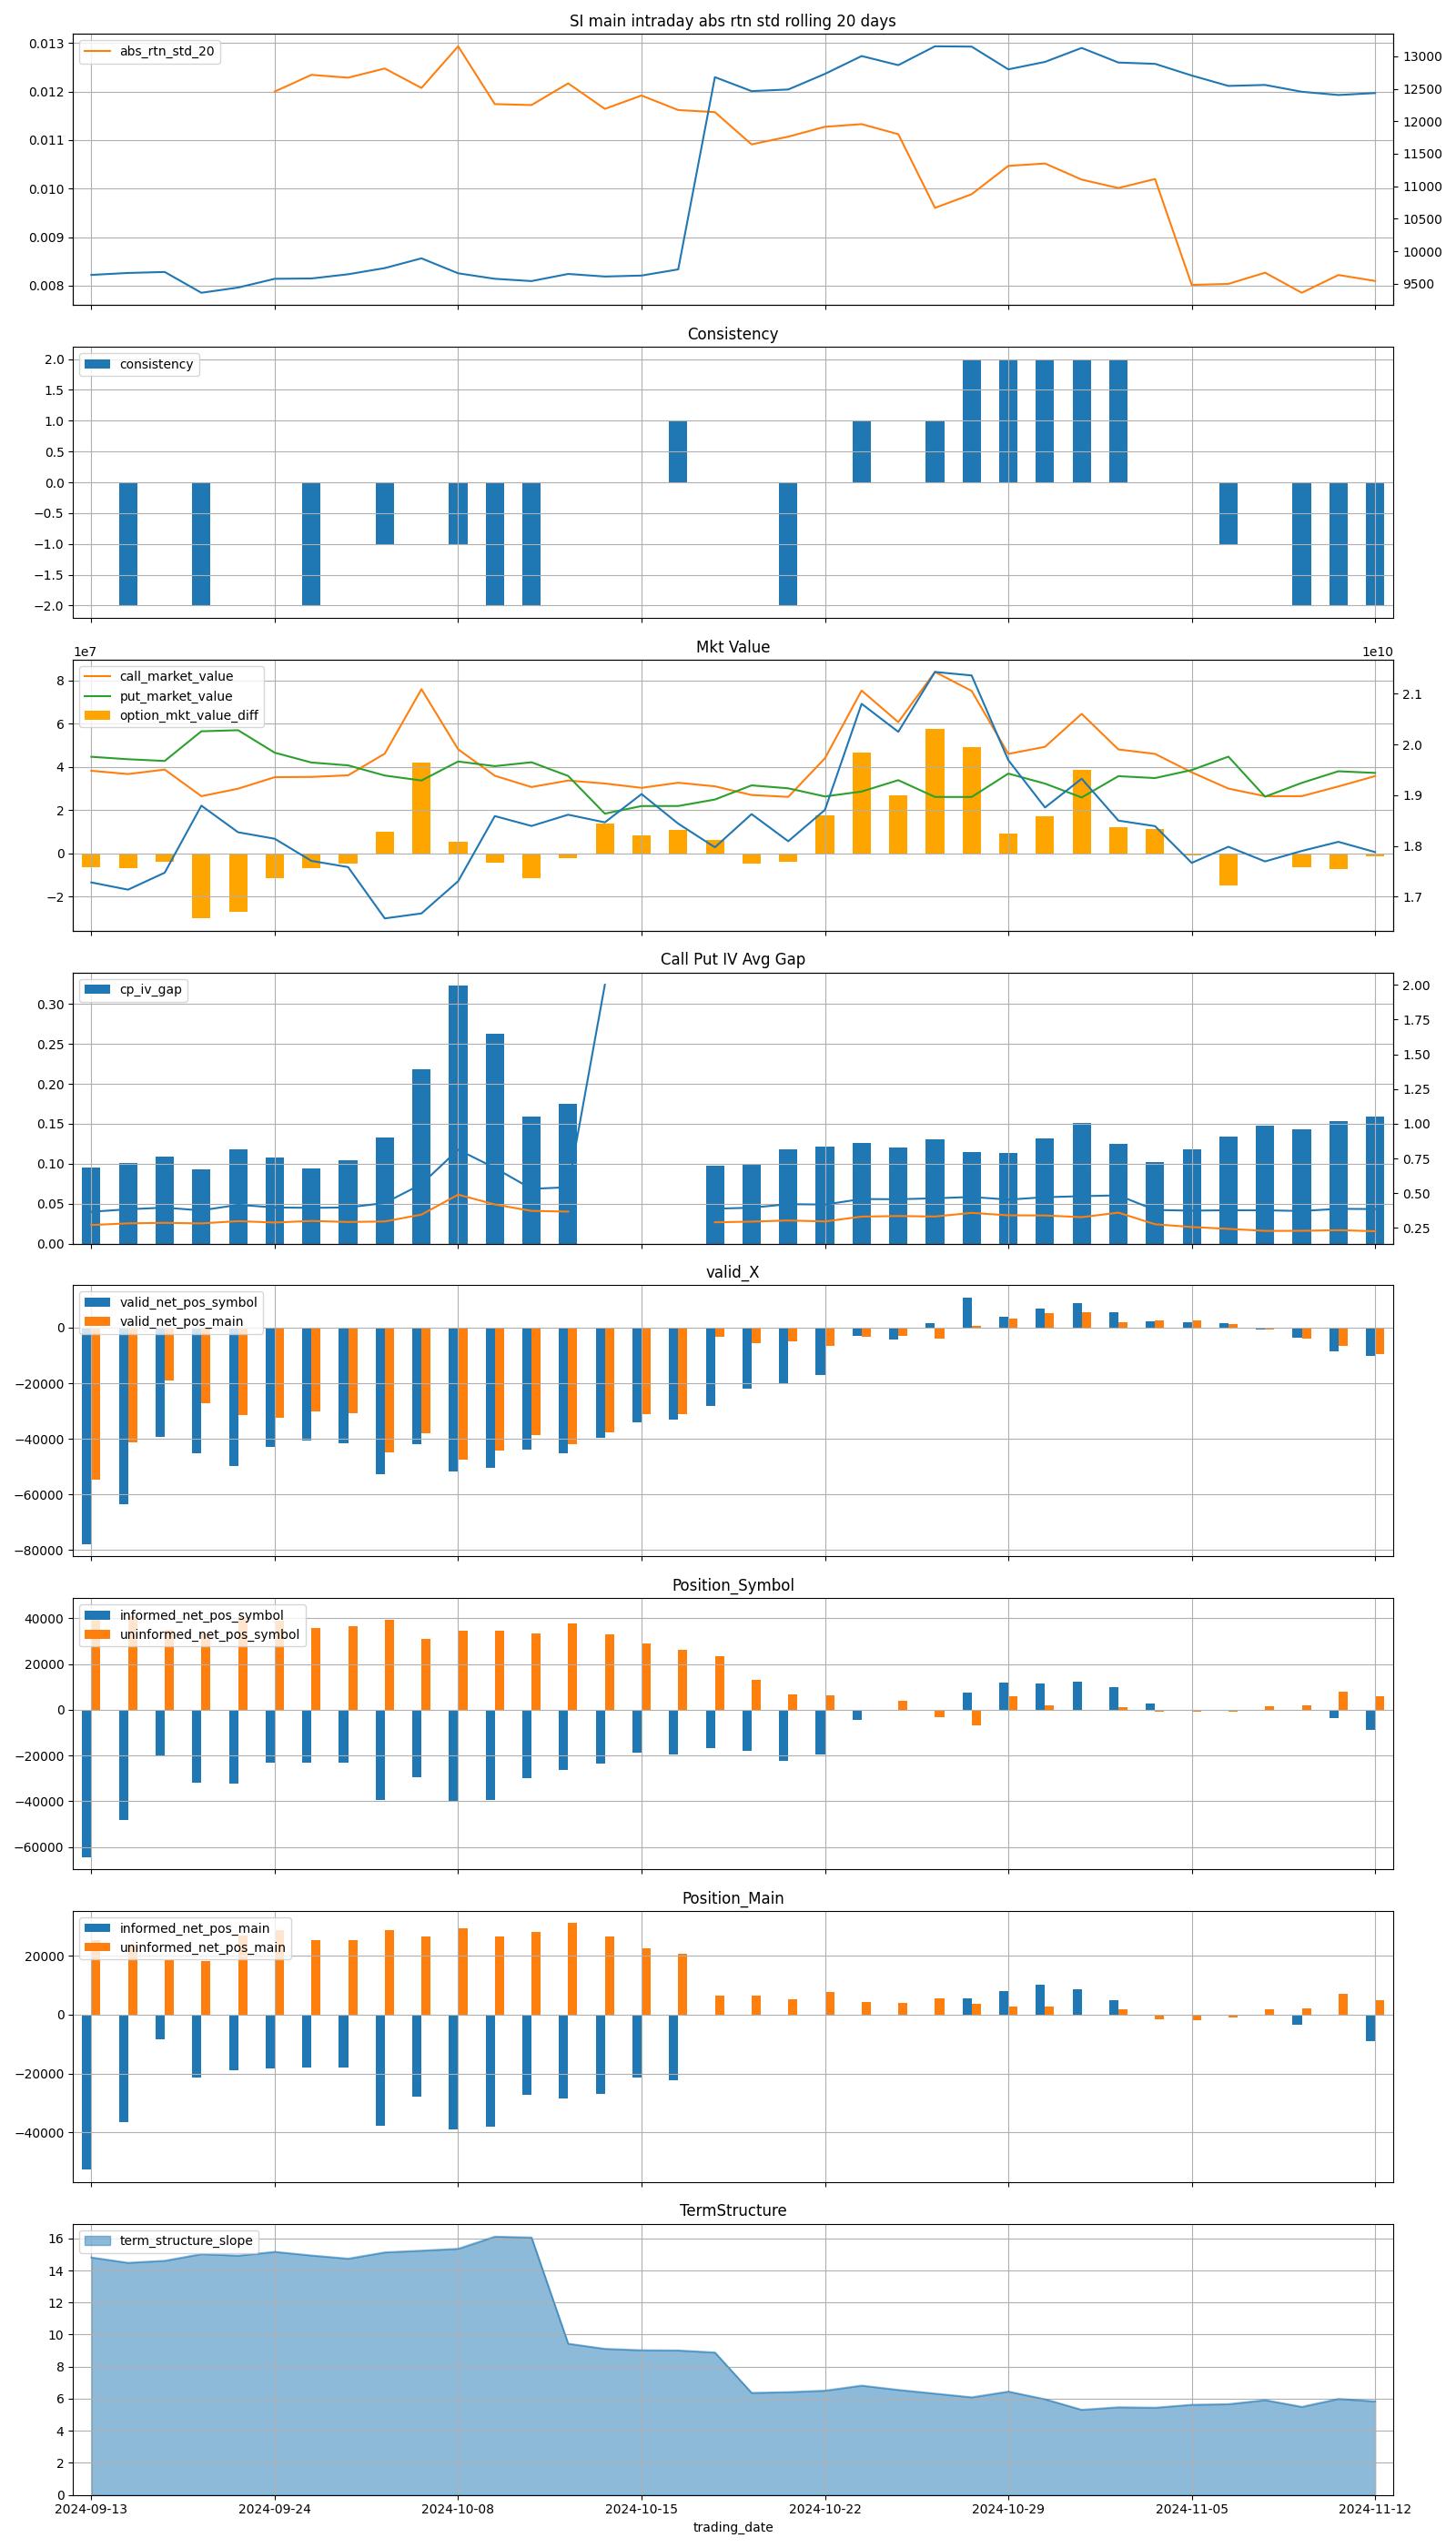 SI main intraday abs rtn std rolling 20 days
abs_rtn_std_20
0.013
0.012
0.011
0.010
0.009
0.008
13000
12500
12000
11500
11000
10500
10000
9500
Consistency
consistency
2.0
1.5
1.0
0.5
0.0
−0.5
−1.0
−1.5
−2.0
Mkt Value
1e7
1e10
call_market_value
put_market_value
option_mkt_value_diff
8
6
4
2
0
−2
2.1
2.0
1.9
1.8
1.7
Call Put IV Avg Gap
cp_iv_gap
0.30
0.25
0.20
0.15
0.10
0.05
0.00
2.00
1.75
1.50
1.25
1.00
0.75
0.50
0.25
valid_X
valid_net_pos_symbol
valid_net_pos_main
0
−20000
−40000
−60000
−80000
Position_Symbol
informed_net_pos_symbol
uninformed_net_pos_symbol
40000
20000
0
−20000
−40000
−60000
Position_Main
informed_net_pos_main
uninformed_net_pos_main
20000
0
−20000
−40000
TermStructure
term_structure_slope
16
14
12
10
8
6
4
2
0
2024-09-13 2024-09-24 2024-10-08 2024-10-15 2024-10-22 2024-10-29 2024-11-05 2024-11-12
trading_date